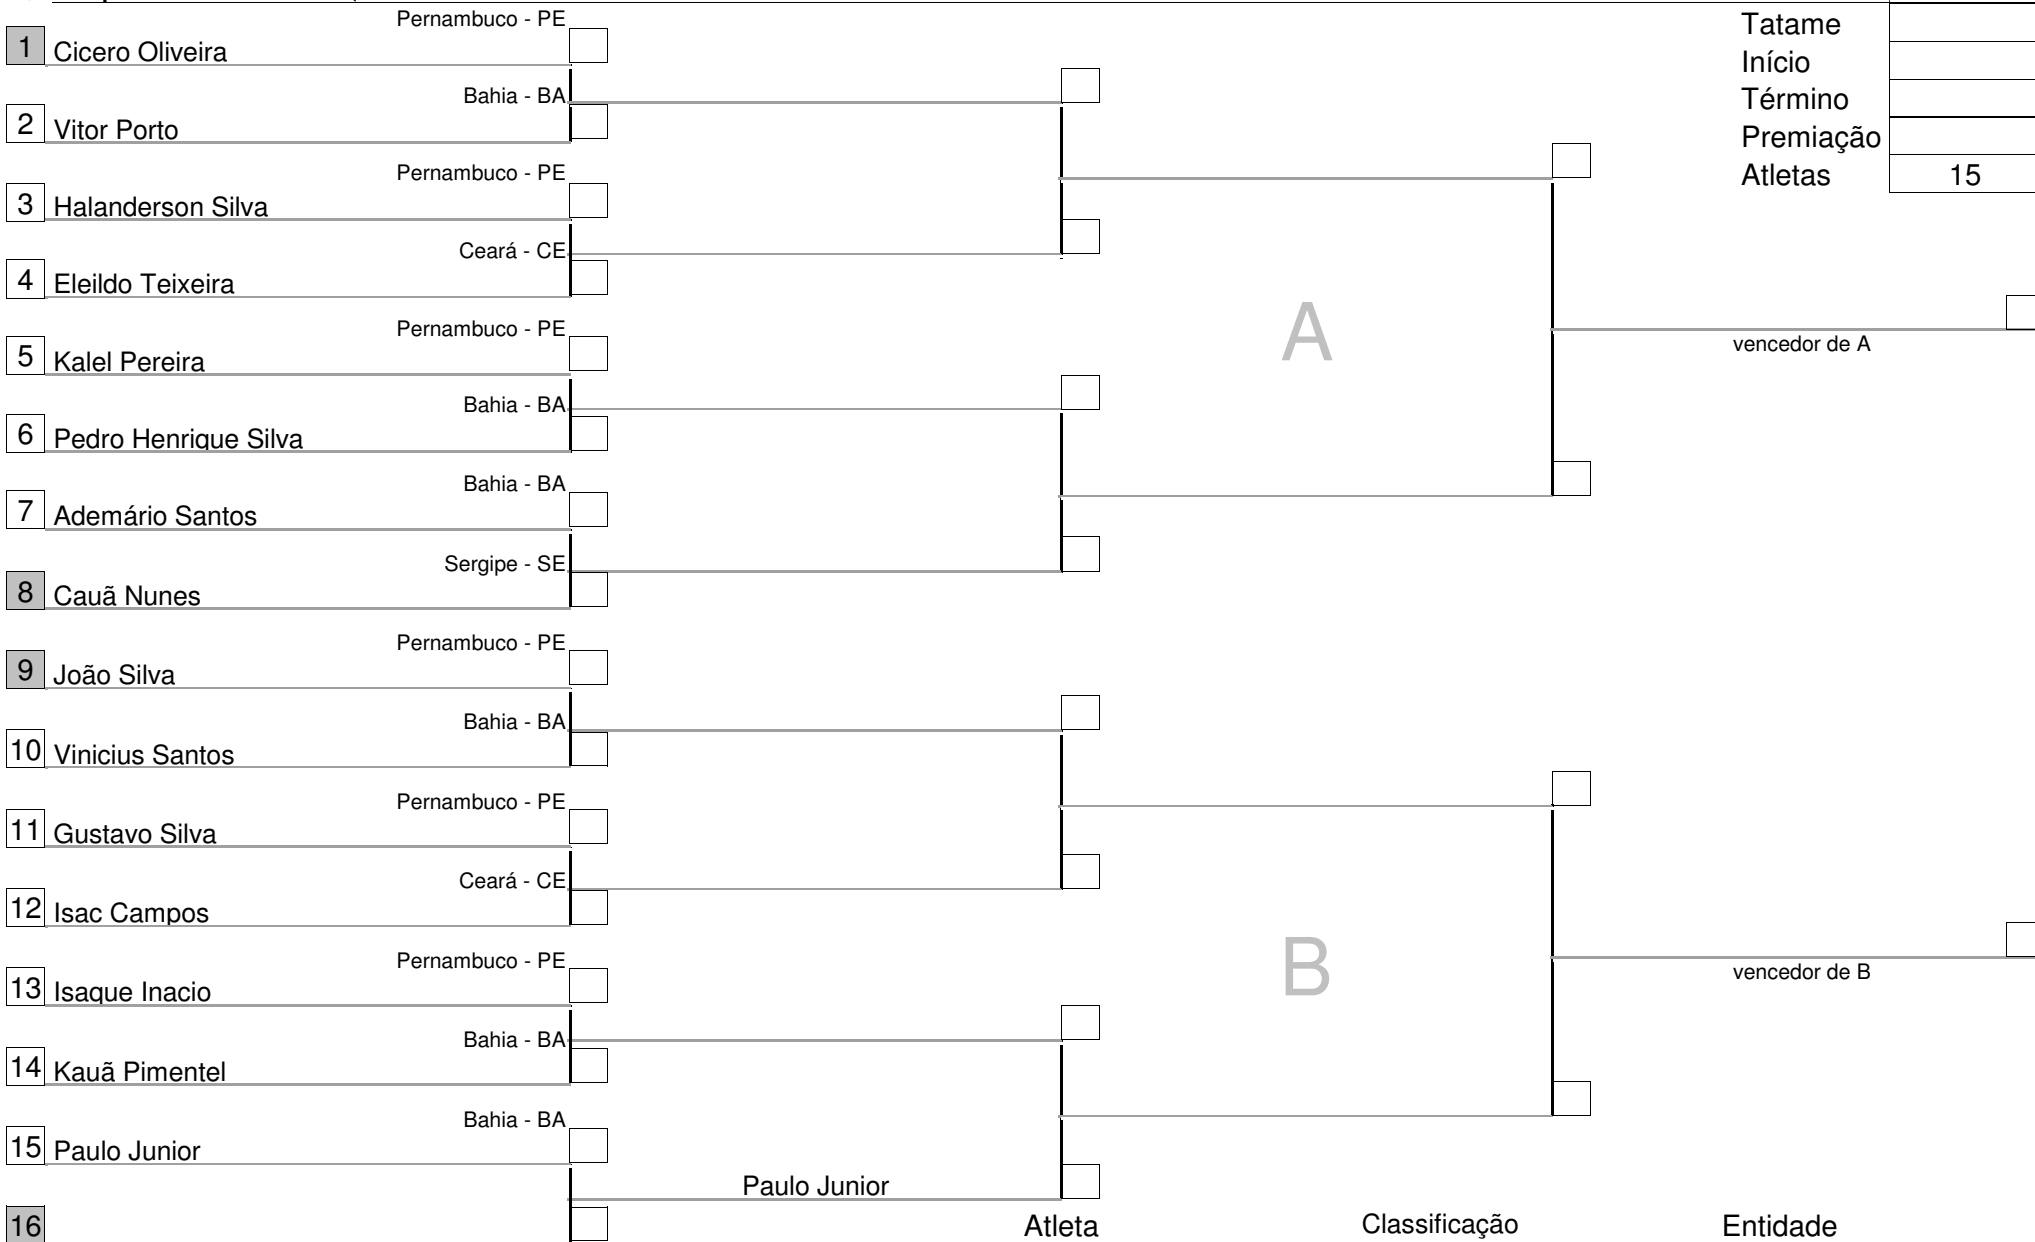 Pernambuco - PE
1 Cicero Oliveira
Bahia - BA
2 Vitor Porto
Pernambuco - PE
3 Halanderson Silva
Ceará - CE
4 Eleildo Teixeira
Pernambuco - PE
5 Kalel Pereira
Bahia - BA
6 Pedro Henrique Silva
Bahia - BA
7 Ademário Santos
Sergipe - SE
8 Cauã Nunes
Pernambuco - PE
9 João Silva
Bahia - BA
10 Vinicius Santos
Pernambuco - PE
11 Gustavo Silva
Ceará - CE
12 Isac Campos
Pernambuco - PE
13 Isaque Inacio
Bahia - BA
14 Kauã Pimentel
Bahia - BA
15 Paulo Junior
16
Paulo Junior
A
B
Tatame
Início
Término
Premiação
Atletas 15
vencedor de A
vencedor de B
Atleta Classificação Entidade